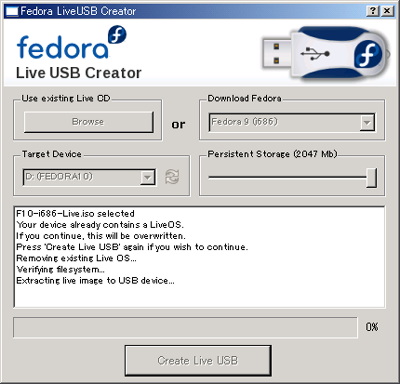 Fedora LiveUSB Creator
fedora
Live USB Creator
Use existing Live CD
Browse
or
Download Fedora
Fedora 9 (i686)
Target Device
D: (FEDORA10)
Persistent Storage (2047 Mb)
F10-i686-Live.iso selected
Your device already contains a LiveOS.
If you continue, this will be overwritten.
Press 'Create Live USB' again if you wish to continue.
Removing existing Live OS...
Verifying filesystem...
Extracting live image to USB device...
0%
Create Live USB